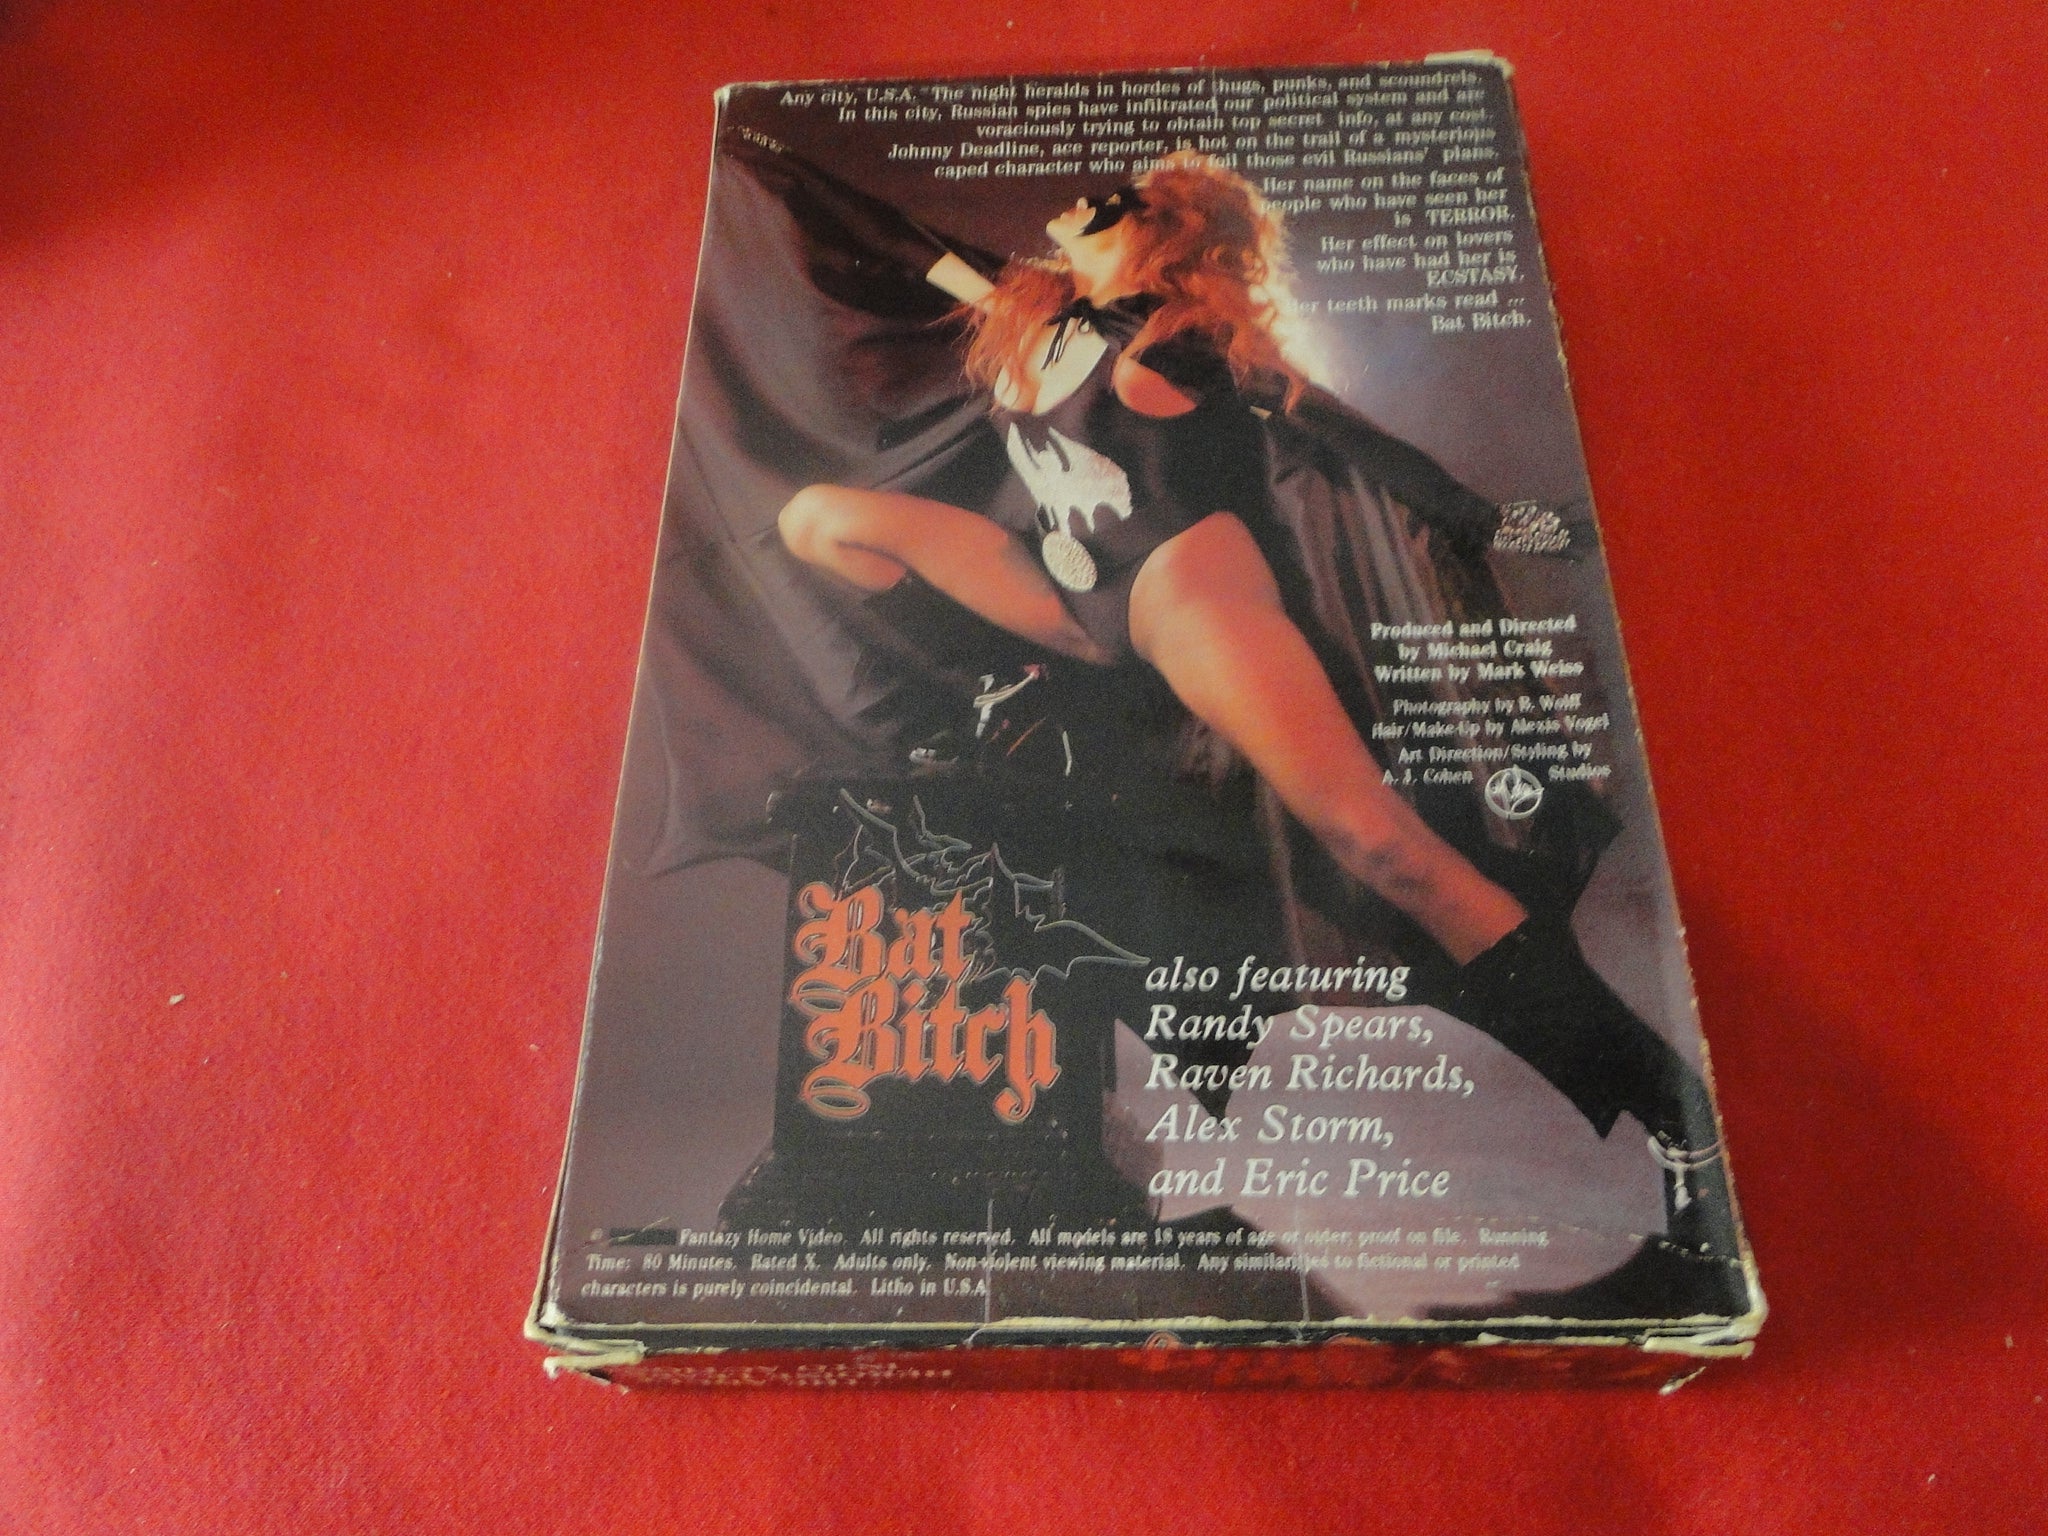 Any city, U.S.A. The night heralds in hordes of thugs, punks, and scoundrels.
In this city, Russian spies have infiltrated our political system and are
voraciously trying to obtain top secret info, at any cost.
Johnny Deadline, ace reporter, is hot on the trail of a mysterious
caped character who aims to foil those evil Russians' plans.
Her name on the faces of
people who have seen her
is TERROR.
Her effect on lovers
who have had her is
ECSTASY.
Her teeth marks read ...
Bat Bitch.
Produced and Directed
by Michael Craig
Written by Mark Weiss
Photography by B. Wolff
Hair/Make-Up by Alexis Vogel
Art Direction/Styling by
A. J. Cohen Studios
Bat
Bitch
also featuring
Randy Spears,
Raven Richards,
Alex Storm,
and Eric Price
© Fantazy Home Video. All rights reserved. All models are 18 years of age or older; proof on file. Running
Time: 80 Minutes. Rated X. Adults only. Non-violent viewing material. Any similarities to fictional or printed
characters is purely coincidental. Litho in U.S.A